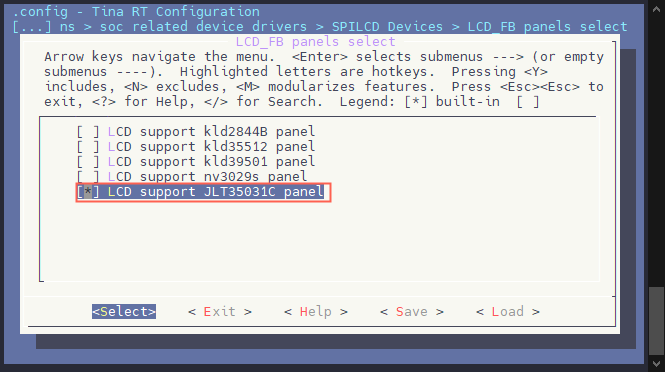 .config - Tina RT Configuration
[...] ns > soc related device drivers > SPILCD Devices > LCD_FB panels select
LCD_FB panels select
Arrow keys navigate the menu.  <Enter> selects submenus ---> (or empty
submenus ----).  Highlighted letters are hotkeys.  Pressing <Y>
includes, <N> excludes, <M> modularizes features.  Press <Esc><Esc> to
exit, <?> for Help, </> for Search.  Legend: [*] built-in  [ ]
[ ] LCD support kld2844B panel
[ ] LCD support kld35512 panel
[ ] LCD support kld39501 panel
[ ] LCD support nv3029s panel
[*] LCD support JLT35031C panel
<Select>    < Exit >    < Help >    < Save >    < Load >